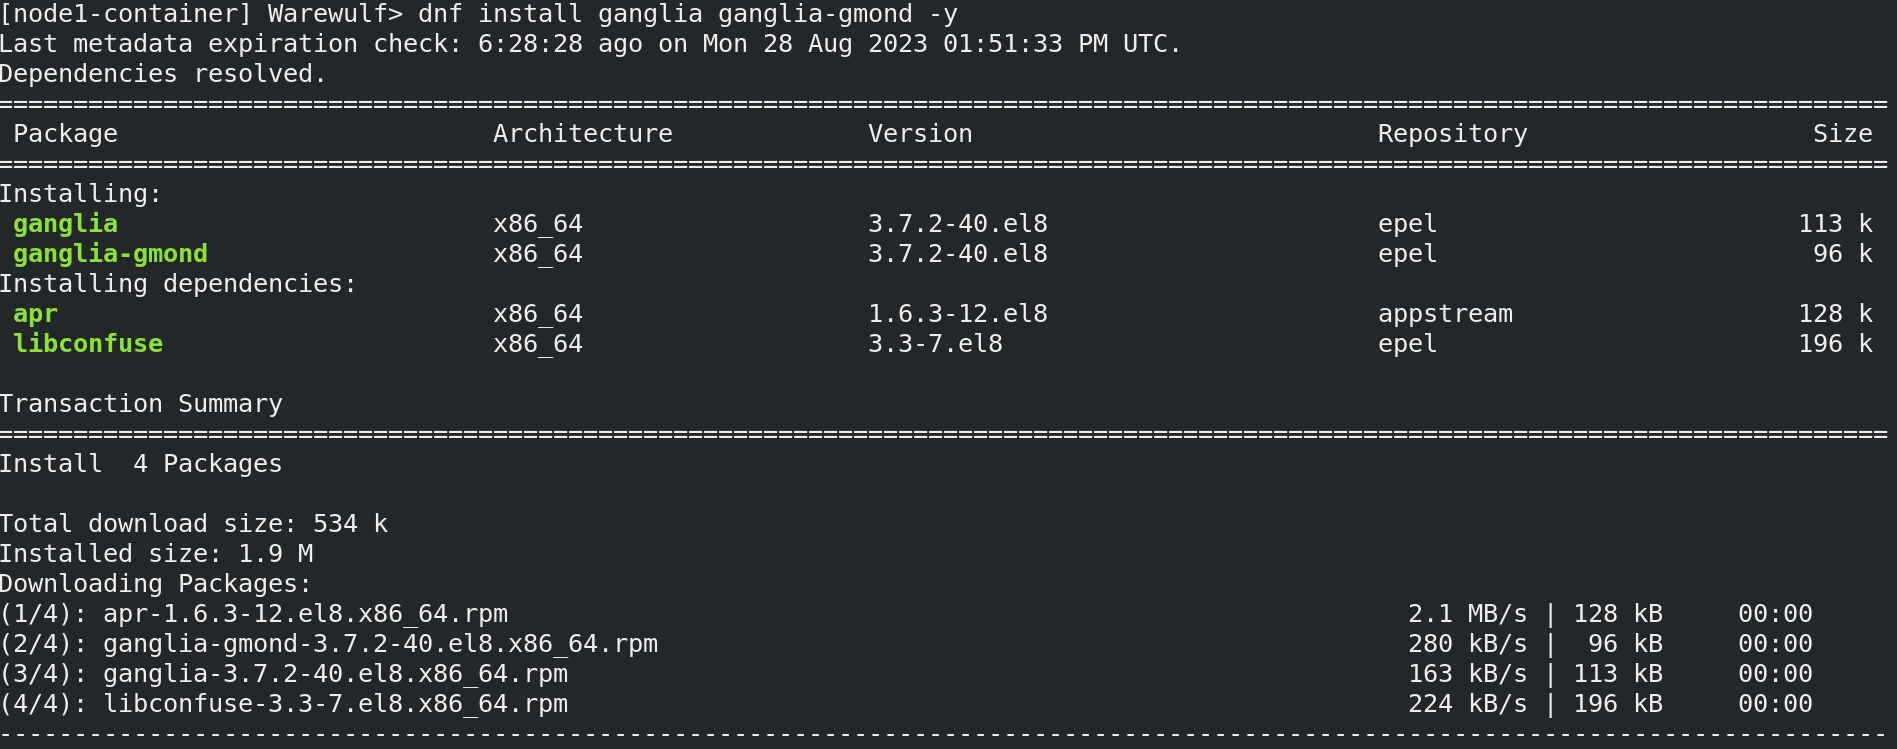 [node1-container] Warewulf> dnf install ganglia ganglia-gmond -y
Last metadata expiration check: 6:28:28 ago on Mon 28 Aug 2023 01:51:33 PM UTC.
Dependencies resolved.
==============================================================================================================================
 Package                         Architecture             Version                           Repository                   Size
==============================================================================================================================
Installing:
 ganglia                         x86_64                   3.7.2-40.el8                      epel                        113 k
 ganglia-gmond                   x86_64                   3.7.2-40.el8                      epel                         96 k
Installing dependencies:
 apr                             x86_64                   1.6.3-12.el8                      appstream                   128 k
 libconfuse                      x86_64                   3.3-7.el8                         epel                        196 k

Transaction Summary
==============================================================================================================================
Install  4 Packages

Total download size: 534 k
Installed size: 1.9 M
Downloading Packages:
(1/4): apr-1.6.3-12.el8.x86_64.rpm                                                            2.1 MB/s | 128 kB     00:00
(2/4): ganglia-gmond-3.7.2-40.el8.x86_64.rpm                                                  280 kB/s |  96 kB     00:00
(3/4): ganglia-3.7.2-40.el8.x86_64.rpm                                                        163 kB/s | 113 kB     00:00
(4/4): libconfuse-3.3-7.el8.x86_64.rpm                                                        224 kB/s | 196 kB     00:00
------------------------------------------------------------------------------------------------------------------------------